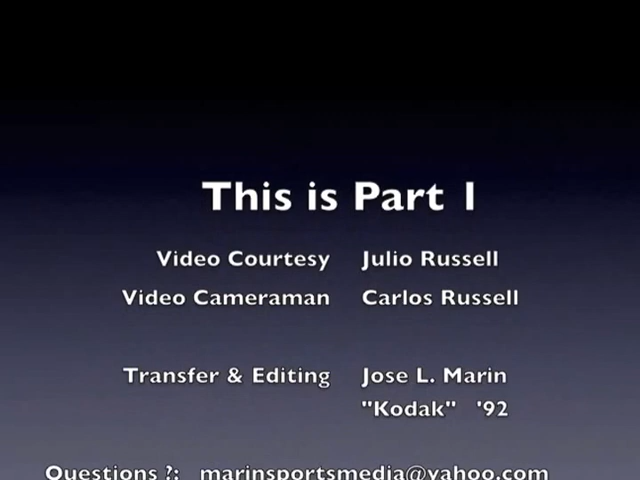 This is Part 1
Video Courtesy Julio Russell
Video Cameraman Carlos Russell
Transfer & Editing Jose L. Marin
"Kodak" '92
Questions ?: marinsportsmedia@yahoo.com